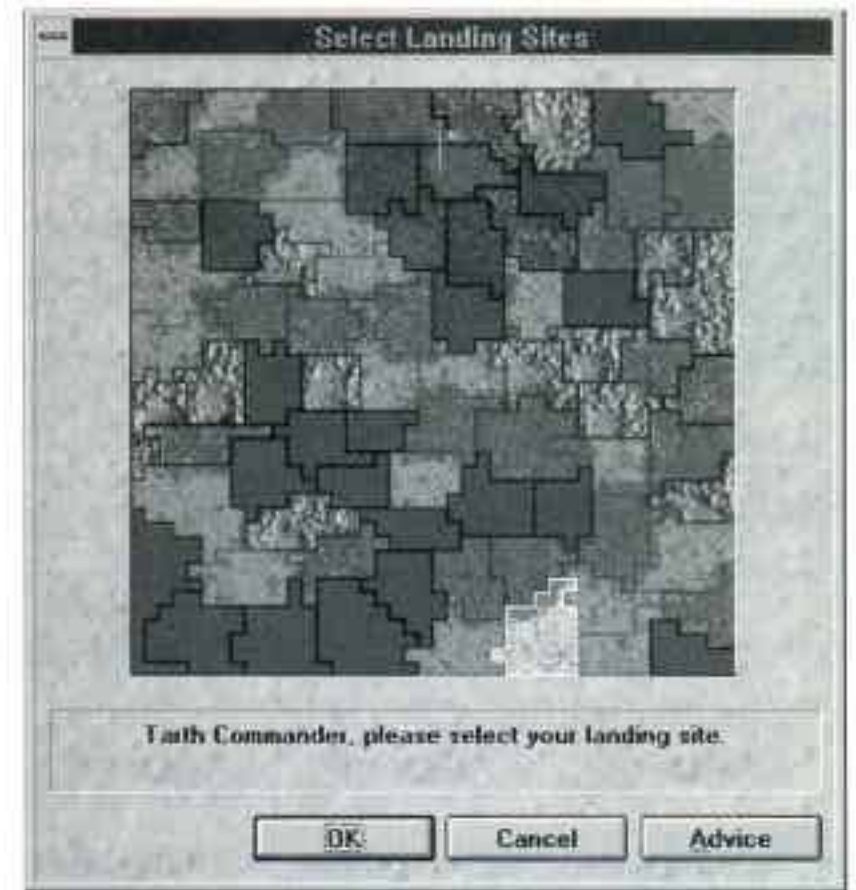 Select Landing Sites
Tarth Commander, please select your landing site.
OK
Cancel
Advice